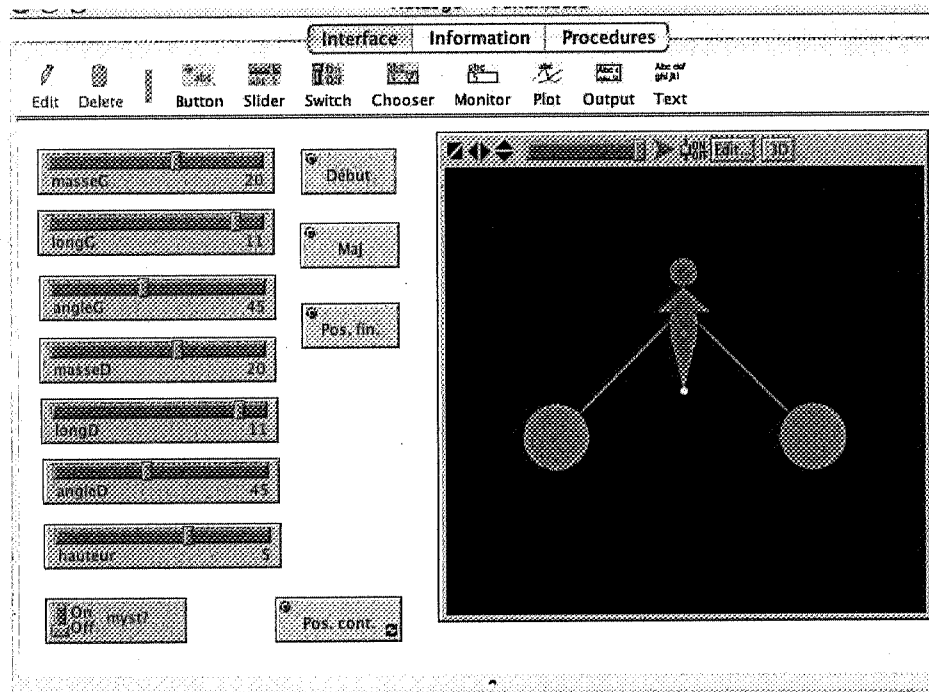 Interface Information Procedures
Edit Delete Button Slider Switch Chooser Monitor Plot Output Text
masseG 20
longG 11
angleG 45
masseD 20
longD 11
angleD 45
hauteur 5
On
Off
myst?
Début
Maj
Pos. fin.
Pos. cont.
Edit... 3D